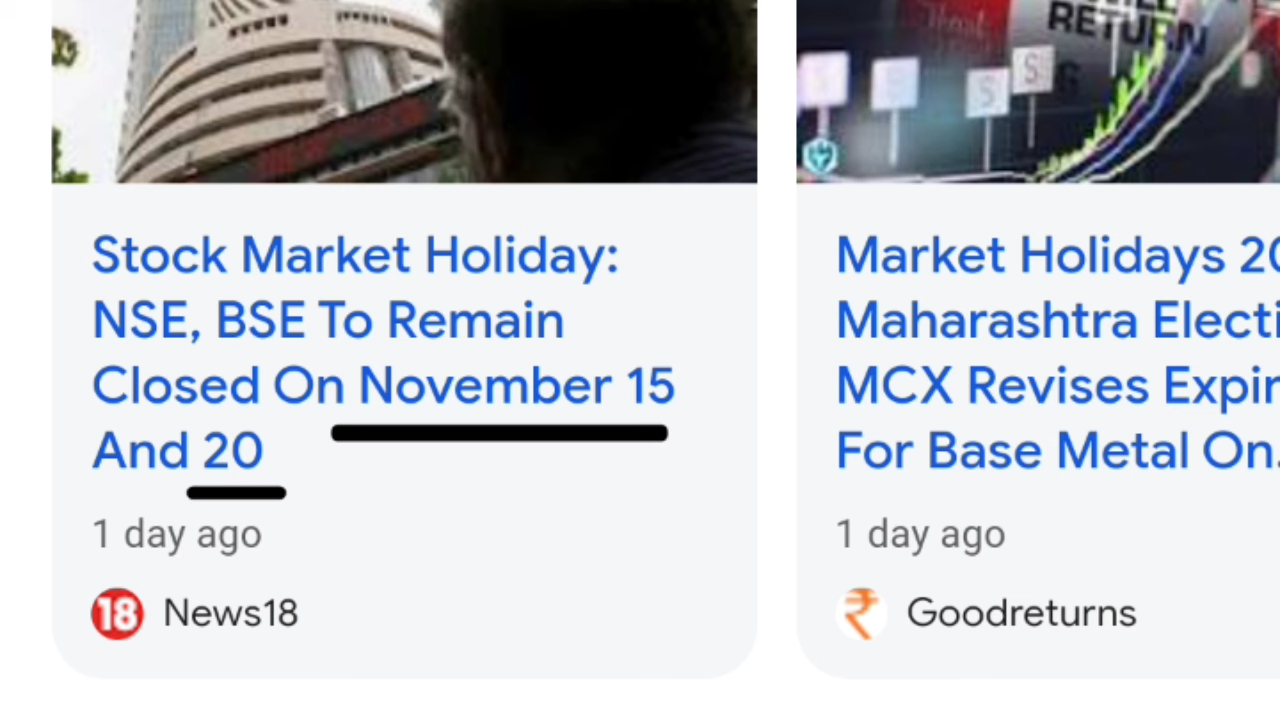 RETURN
S
S
S
S
Stock Market Holiday:
NSE, BSE To Remain
Closed On November 15
And 20
1 day ago
18 News18
Market Holidays 20
Maharashtra Electi
MCX Revises Expir
For Base Metal On.
1 day ago
₹ Goodreturns